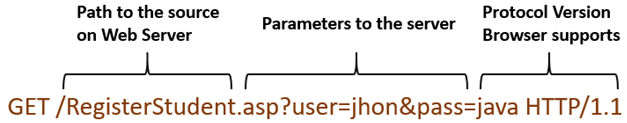 Path to the source
on Web Server
Parameters to the server
Protocol Version
Browser supports
GET /RegisterStudent.asp?user=jhon&pass=java HTTP/1.1